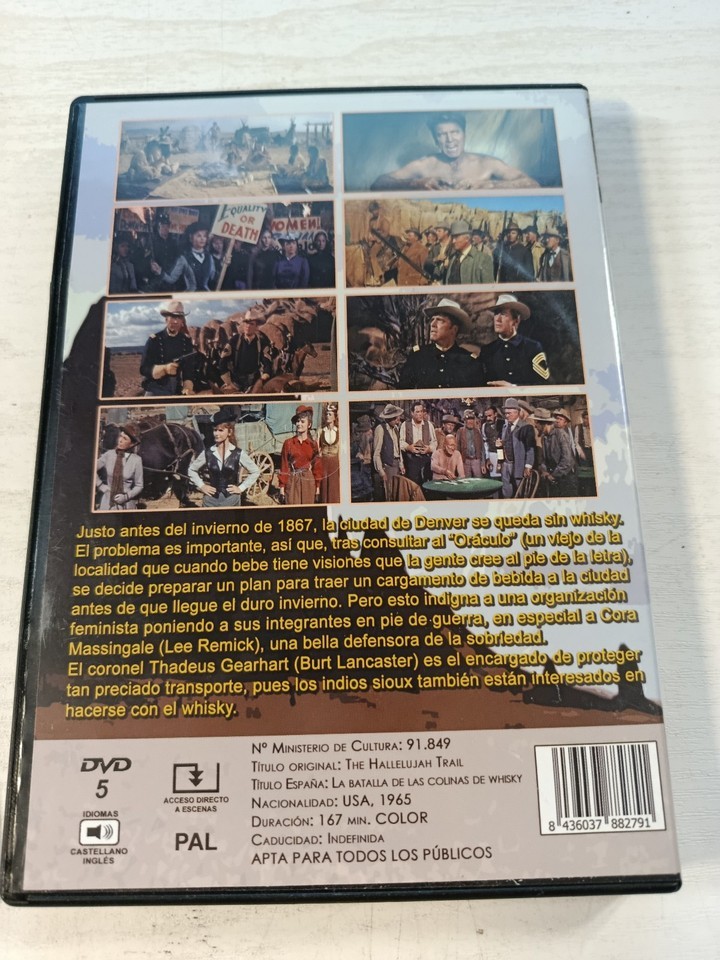 EQUALITY
OR
DEATH
WOMEN!
Justo antes del invierno de 1867, la ciudad de Denver se queda sin whisky.
El problema es importante, así que, tras consultar al "Oráculo" (un viejo de la
localidad que cuando bebe tiene visiones que la gente cree al pie de la letra),
se decide preparar un plan para traer un cargamento de bebida a la ciudad
antes de que llegue el duro invierno. Pero esto indigna a una organización
feminista poniendo a sus integrantes en pie de guerra, en especial a Cora
Massingale (Lee Remick), una bella defensora de la sobriedad.
El coronel Thadeus Gearhart (Burt Lancaster) es el encargado de proteger
tan preciado transporte, pues los indios sioux también están interesados en
hacerse con el whisky.
DVD
5
IDIOMAS
CASTELLANO
INGLÉS
ACCESO DIRECTO
A ESCENAS
PAL
Nº MINISTERIO DE CULTURA: 91.849
TÍTULO ORIGINAL: THE HALLELUJAH TRAIL
TÍTULO ESPAÑA: LA BATALLA DE LAS COLINAS DE WHISKY
NACIONALIDAD: USA, 1965
DURACIÓN: 167 MIN. COLOR
CADUCIDAD: INDEFINIDA
APTA PARA TODOS LOS PÚBLICOS
8 436037 882791